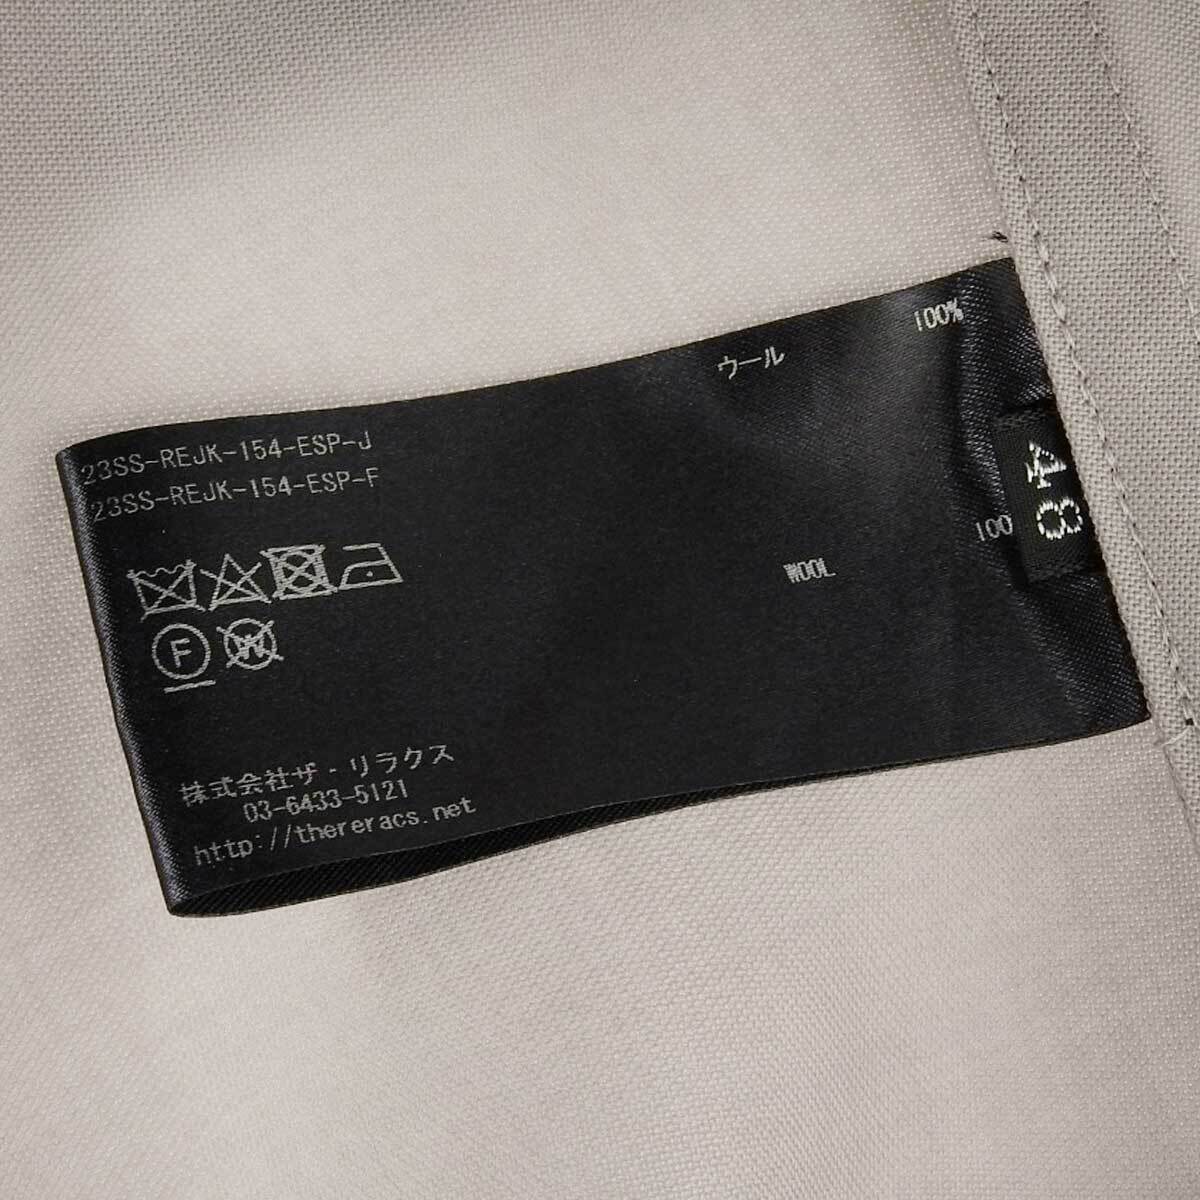 23SS-REJK-154-ESP-J
23SS-REJK-154-ESP-F
F
W
株式会社ザ・リラクス
03-6433-5121
http://thereracs.net
ウール 100%
WOOL 100
48